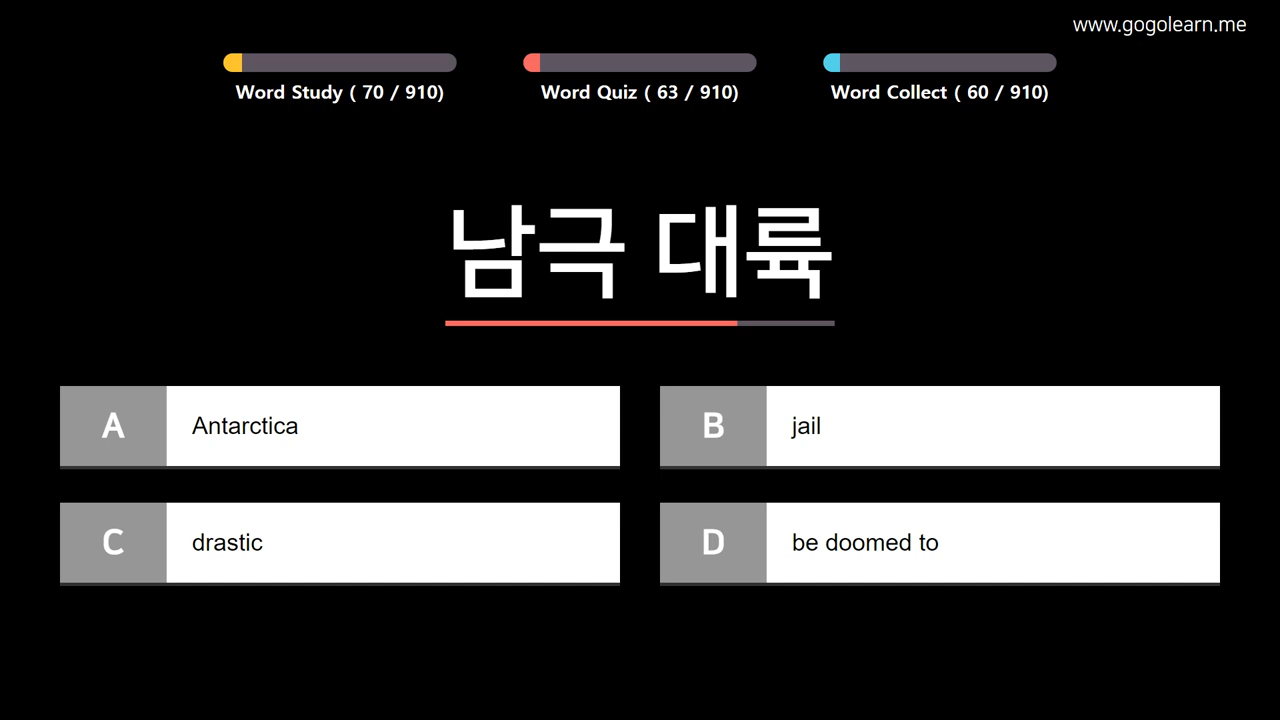 www.gogolearn.me
Word Study ( 70 / 910)
Word Quiz ( 63 / 910)
Word Collect ( 60 / 910)
남극 대륙
A
Antarctica
B
jail
C
drastic
D
be doomed to